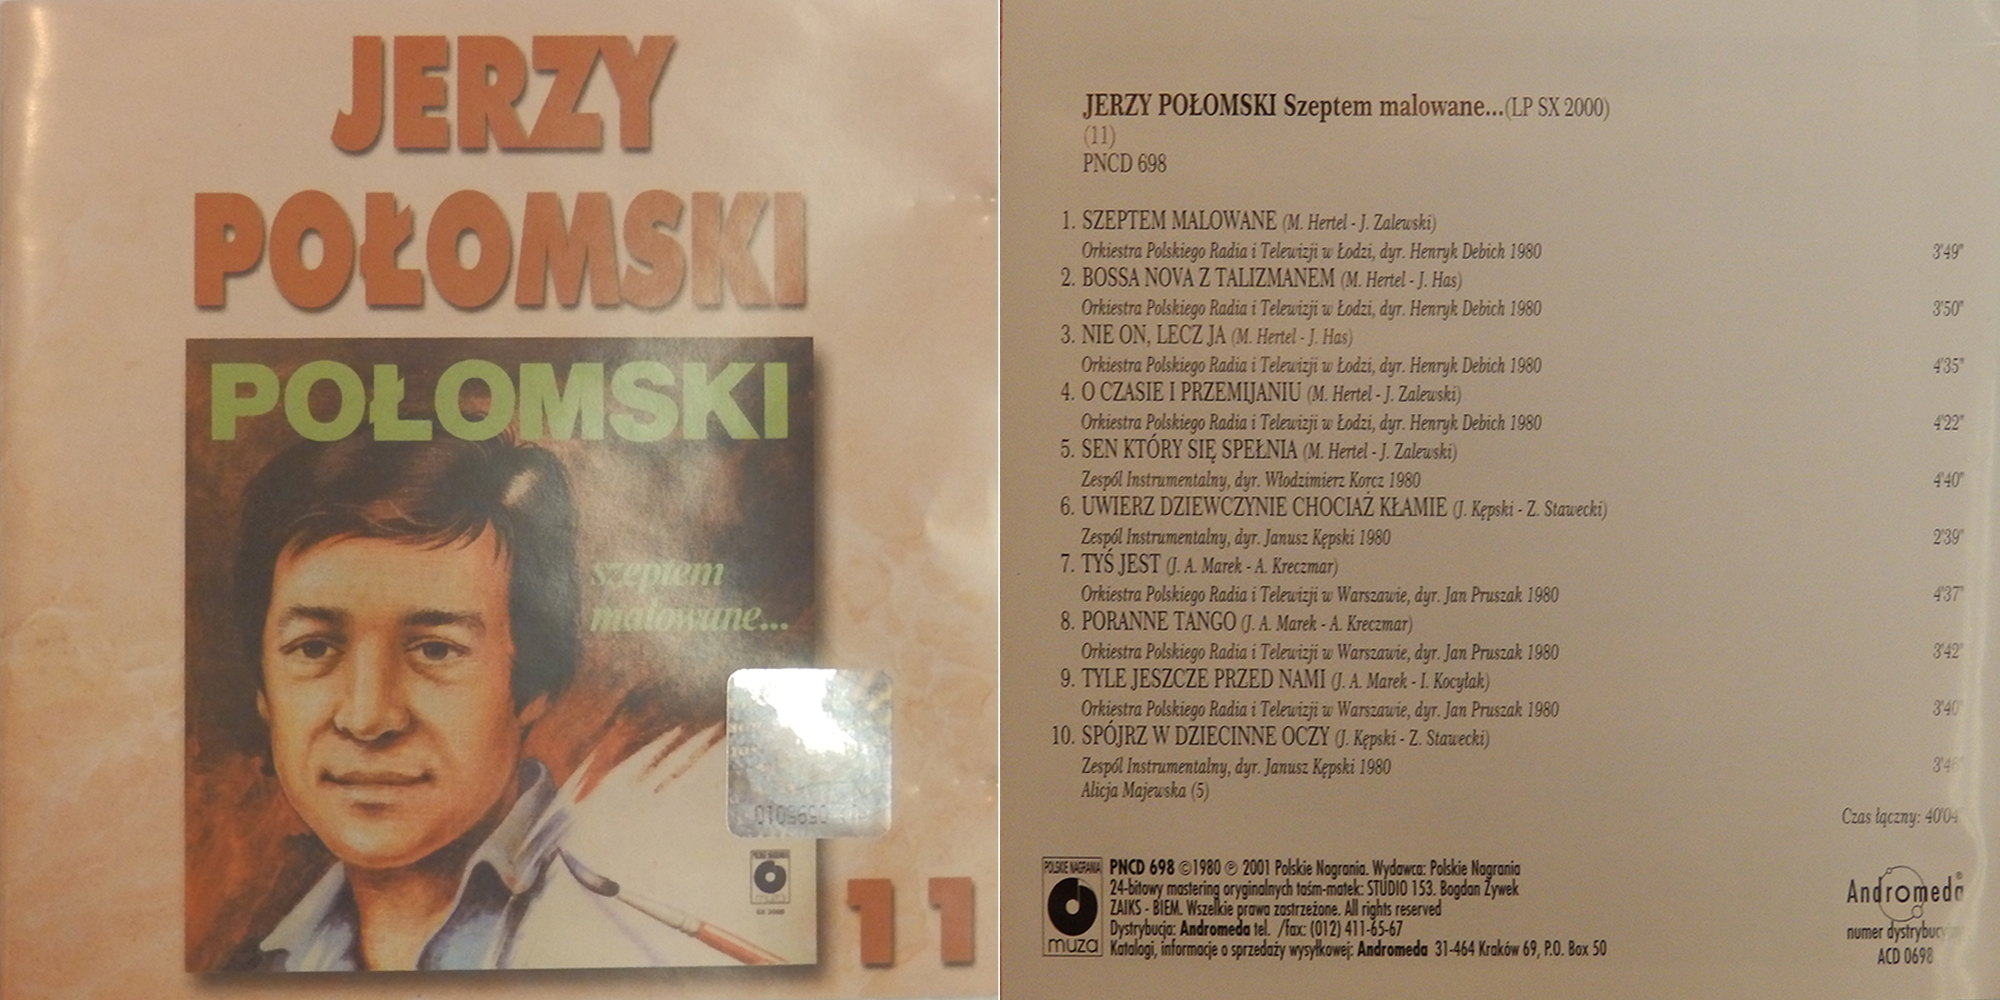 JERZY
POŁOMSKI
POŁOMSKI
szeptem
malowane...
0109590
POLSKIE NAGRANIA
muza
SX 2000
11
JERZY POŁOMSKI Szeptem malowane...(LP SX 2000)
(11)
PNCD 698
1. SZEPTEM MALOWANE (M. Hertel - J. Zalewski)
Orkiestra Polskiego Radia i Telewizji w Łodzi, dyr. Henryk Debich 1980 3'49"
2. BOSSA NOVA Z TALIZMANEM (M. Hertel - J. Has)
Orkiestra Polskiego Radia i Telewizji w Łodzi, dyr. Henryk Debich 1980 3'50"
3. NIE ON, LECZ JA (M. Hertel - J. Has)
Orkiestra Polskiego Radia i Telewizji w Łodzi, dyr. Henryk Debich 1980 4'35"
4. O CZASIE I PRZEMIJANIU (M. Hertel - J. Zalewski)
Orkiestra Polskiego Radia i Telewizji w Łodzi, dyr. Henryk Debich 1980 4'22"
5. SEN KTÓRY SIĘ SPEŁNIA (M. Hertel - J. Zalewski)
Zespól Instrumentalny, dyr. Włodzimierz Korcz 1980 4'40"
6. UWIERZ DZIEWCZYNIE CHOCIAŻ KŁAMIE (J. Kępski - Z. Stawecki)
Zespól Instrumentalny, dyr. Janusz Kępski 1980 2'39"
7. TYŚ JEST (J. A. Marek - A. Kreczmar)
Orkiestra Polskiego Radia i Telewizji w Warszawie, dyr. Jan Pruszak 1980 4'37"
8. PORANNE TANGO (J. A. Marek - A. Kreczmar)
Orkiestra Polskiego Radia i Telewizji w Warszawie, dyr. Jan Pruszak 1980 3'42"
9. TYLE JESZCZE PRZED NAMI (J. A. Marek - I. Kocyłak)
Orkiestra Polskiego Radia i Telewizji w Warszawie, dyr. Jan Pruszak 1980 3'40"
10. SPÓJRZ W DZIECINNE OCZY (J. Kępski - Z. Stawecki)
Zespól Instrumentalny, dyr. Janusz Kępski 1980 3'46"
Alicja Majewska (5)
Czas łączny: 40'04"
POLSKIE NAGRANIA
muza
PNCD 698 ©1980 ℗ 2001 Polskie Nagrania. Wydawca: Polskie Nagrania
24-bitowy mastering oryginalnych taśm-matek: STUDIO 153. Bogdan Żywek
ZAIKS - BIEM. Wszelkie prawa zastrzeżone. All rights reserved
Dystrybucja: Andromeda tel. /fax: (012) 411-65-67
Katalogi, informacje o sprzedaży wysyłkowej: Andromeda 31-464 Kraków 69, P.O. Box 50
Andromeda®
numer dystrybucyjny
ACD 0698